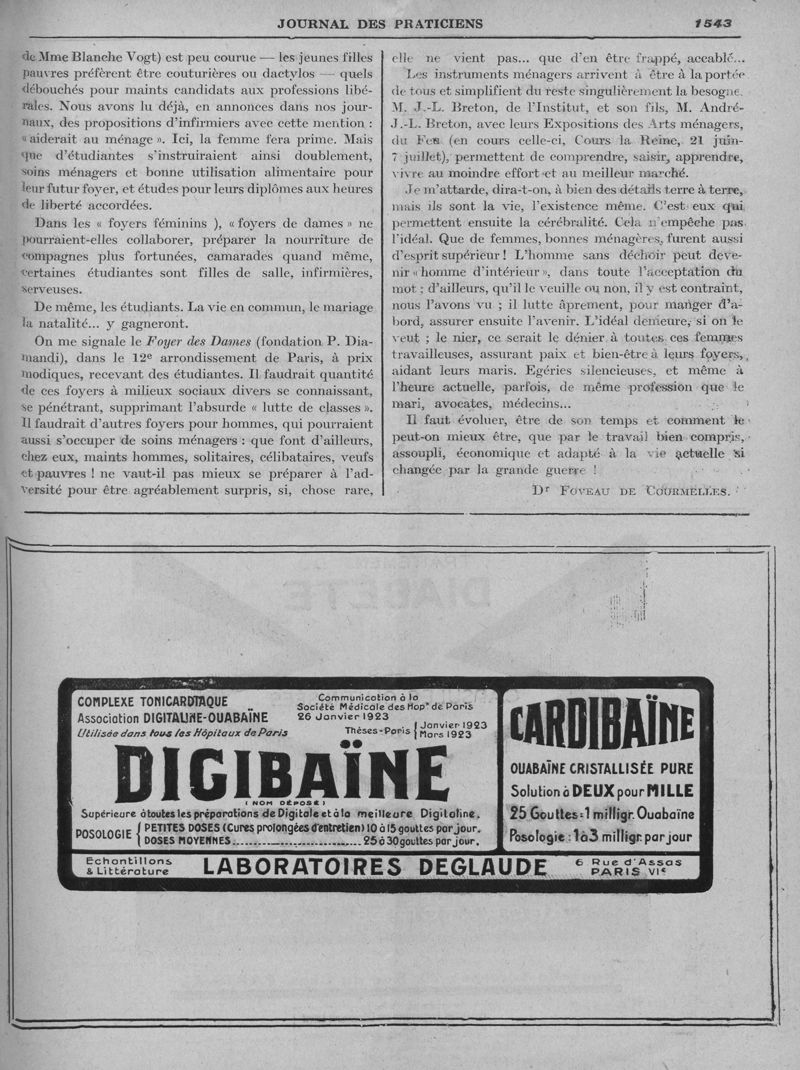 JOURNAL DES PRATICIENS
1543
de Mme Blanche Vogt) est peu courue — les jeunes filles
pauvres préfèrent être couturières ou dactylos — quels
débouchés pour maints candidats aux professions libé-
rales. Nous avons lu déjà, en annonces dans nos jour-
naux, des propositions d'infirmiers avec cette mention :
« aiderait au ménage ». Ici, la femme fera prime. Mais
que d'étudiantes s'instruiraient ainsi doublement,
soins ménagers et bonne utilisation alimentaire pour
leur futur foyer, et études pour leurs diplômes aux heures
de liberté accordées.
Dans les « foyers féminins ), « foyers de dames » ne
pourraient-elles collaborer, préparer la nourriture de
compagnes plus fortunées, camarades quand même,
certaines étudiantes sont filles de salle, infirmières,
serveuses.
De même, les étudiants. La vie en commun, le mariage
la natalité... y gagneront.
On me signale le Foyer des Dames (fondation P. Dia-
mandi), dans le 12e arrondissement de Paris, à prix
modiques, recevant des étudiantes. Il faudrait quantité
de ces foyers à milieux sociaux divers se connaissant,
se pénétrant, supprimant l'absurde « lutte de classes ».
Il faudrait d'autres foyers pour hommes, qui pourraient
aussi s'occuper de soins ménagers : que font d'ailleurs,
chez eux, maints hommes, solitaires, célibataires, veufs
et pauvres ! ne vaut-il pas mieux se préparer à l'ad-
versité pour être agréablement surpris, si, chose rare,
elle ne vient pas... que d'en être frappé, accablé...
Les instruments ménagers arrivent à être à la portée
de tous et simplifient du reste singulièrement la besogne.
M. J.-L. Breton, de l'Institut, et son fils, M. André-
J.-L. Breton, avec leurs Expositions des Arts ménagers,
du Feu (en cours celle-ci, Cours la Reine, 21 juin-
7 juillet), permettent de comprendre, saisir, apprendre,
vivre au moindre effort et au meilleur marché.
Je m'attarde, dira-t-on, à bien des détails terre à terre,
mais ils sont la vie, l'existence même. C'est eux qui
permettent ensuite la cérébralité. Cela n'empêche pas
l'idéal. Que de femmes, bonnes ménagères, furent aussi
d'esprit supérieur ! L'homme sans déchoir peut deve-
nir « homme d'intérieur », dans toute l'acceptation du
mot ; d'ailleurs, qu'il le veuille ou non, il y est contraint,
nous l'avons vu ; il lutte âprement, pour manger d'a-
bord, assurer ensuite l'avenir. L'idéal demeure, si on le
veut ; le nier, ce serait le dénier à toutes ces femmes
travailleuses, assurant paix et bien-être à leurs foyers,
aidant leurs maris. Egéries silencieuses, et même à
l'heure actuelle, parfois, de même profession que le
mari, avocates, médecins...
Il faut évoluer, être de son temps et comment le
peut-on mieux être, que par le travail bien compris,
assoupli, économique et adapté à la vie actuelle si
changée par la grande guerre !
Dr FOVEAU DE COURMELLES.
COMPLEXE TONICARDIAQUE
Association DIGITALINE-OUABAÏNE
Utilisée dans tous les Hôpitaux de Paris
Communication à la
Société Médicale des Hop* de Paris
26 Janvier 1923
Thèses-Paris { Janvier 1923
Mars 1923
DIGIBAÏNE
( NOM DÉPOSÉ )
Supérieure à toutes les préparations de Digitale et à la meilleure Digitaline.
POSOLOGIE { PETITES DOSES (Cures prolongées d'entretien) 10 à 15 gouttes par jour.
DOSES MOYENNES.......................... 25 à 30 gouttes par jour.
CARDIBAÏNE
OUABAÏNE CRISTALLISÉE PURE
Solution à DEUX pour MILLE
25 Gouttes = 1 milligr. Ouabaïne
Posologie : 1 à 3 milligr. par jour
Echantillons
& Littérature
LABORATOIRES DEGLAUDE
6 Rue d'Assas
PARIS VIe